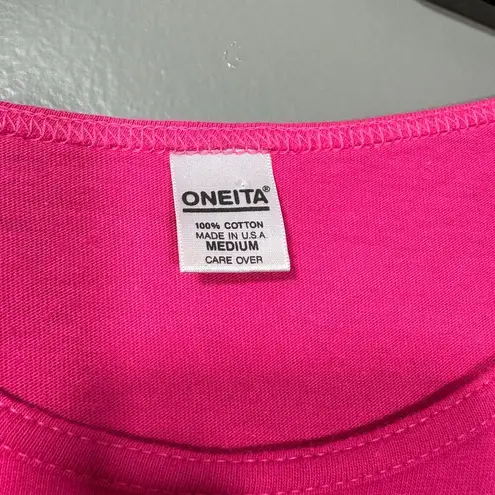 ONEITA®
100% COTTON
MADE IN U.S.A.
MEDIUM
CARE OVER